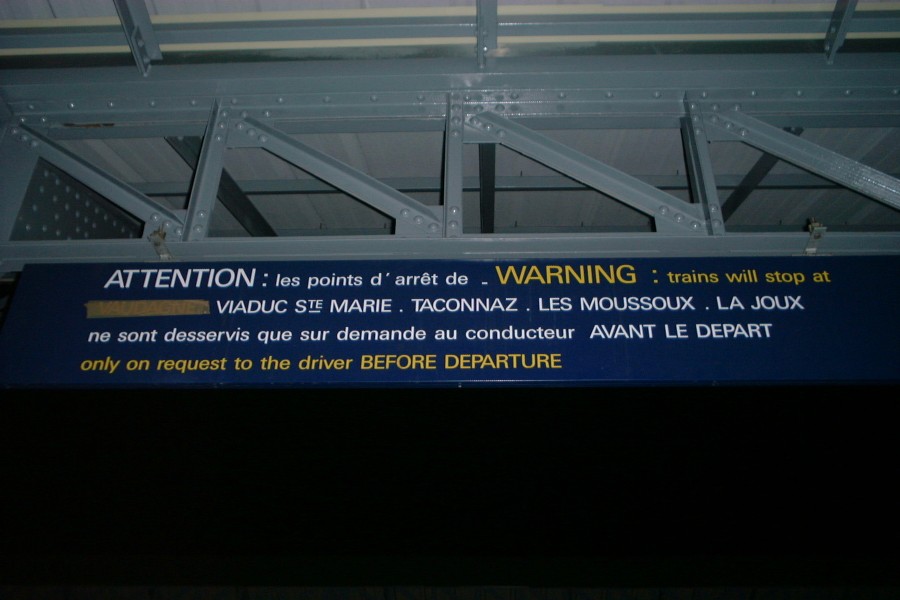 ATTENTION : les points d'arrêt de - WARNING : trains will stop at
VIADUC STE MARIE . TACONNAZ . LES MOUSSOUX . LA JOUX
ne sont desservis que sur demande au conducteur AVANT LE DEPART
only on request to the driver BEFORE DEPARTURE